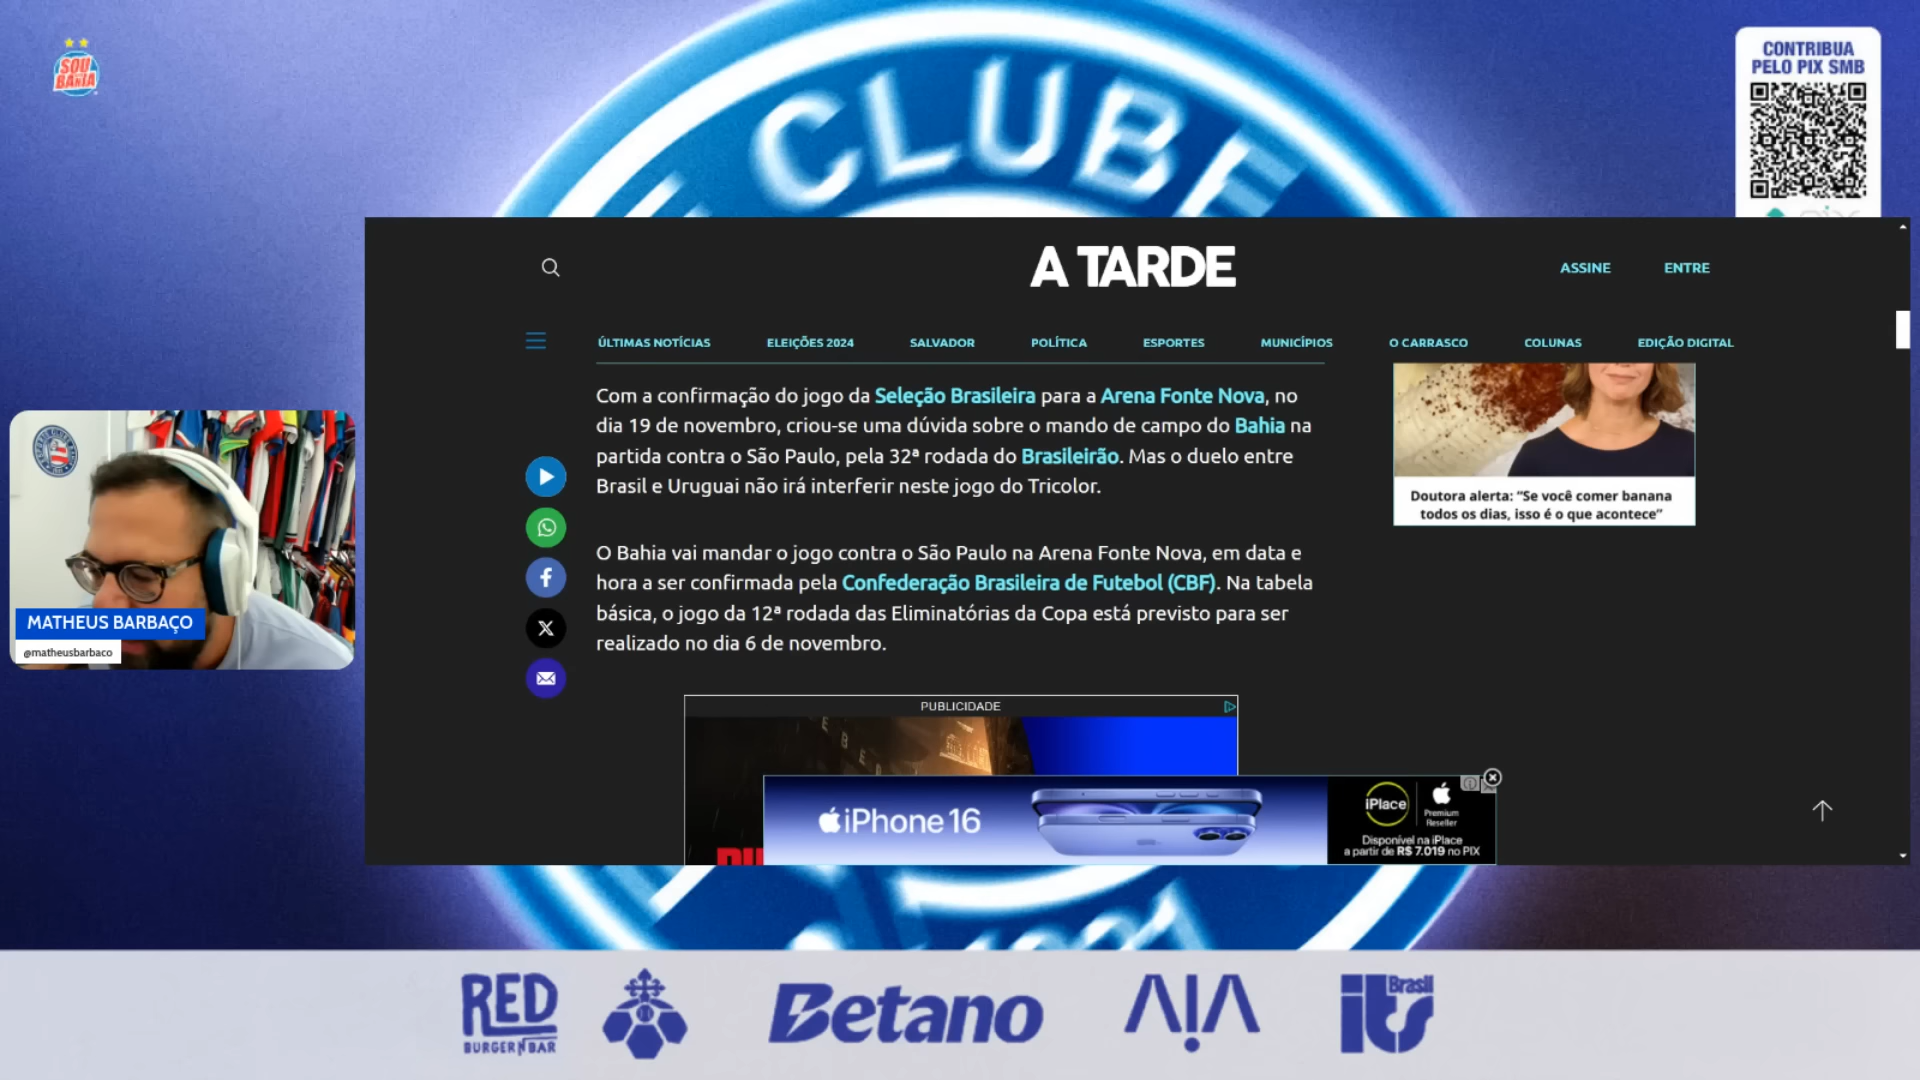 SOU
BAHIA
CONTRIBUA
PELO PIX SMB
CLUBE
A TARDE
ASSINE
ENTRE
ÚLTIMAS NOTÍCIAS
ELEIÇÕES 2024
SALVADOR
POLÍTICA
ESPORTES
MUNICÍPIOS
O CARRASCO
COLUNAS
EDIÇÃO DIGITAL
Com a confirmação do jogo da Seleção Brasileira para a Arena Fonte Nova, no
dia 19 de novembro, criou-se uma dúvida sobre o mando de campo do Bahia na
partida contra o São Paulo, pela 32ª rodada do Brasileirão. Mas o duelo entre
Brasil e Uruguai não irá interferir neste jogo do Tricolor.
Doutora alerta: “Se você comer banana
todos os dias, isso é o que acontece”
O Bahia vai mandar o jogo contra o São Paulo na Arena Fonte Nova, em data e
hora a ser confirmada pela Confederação Brasileira de Futebol (CBF). Na tabela
básica, o jogo da 12ª rodada das Eliminatórias da Copa está previsto para ser
realizado no dia 6 de novembro.
MATHEUS BARBAÇO
@matheusbarbaco
PUBLICIDADE
iPhone 16
iPlace
Premium
Reseller
Disponível na iPlace
a partir de R$ 7.019 no PIX
RED
BURGER N' BAR
Betano
AIA
its
Brasil